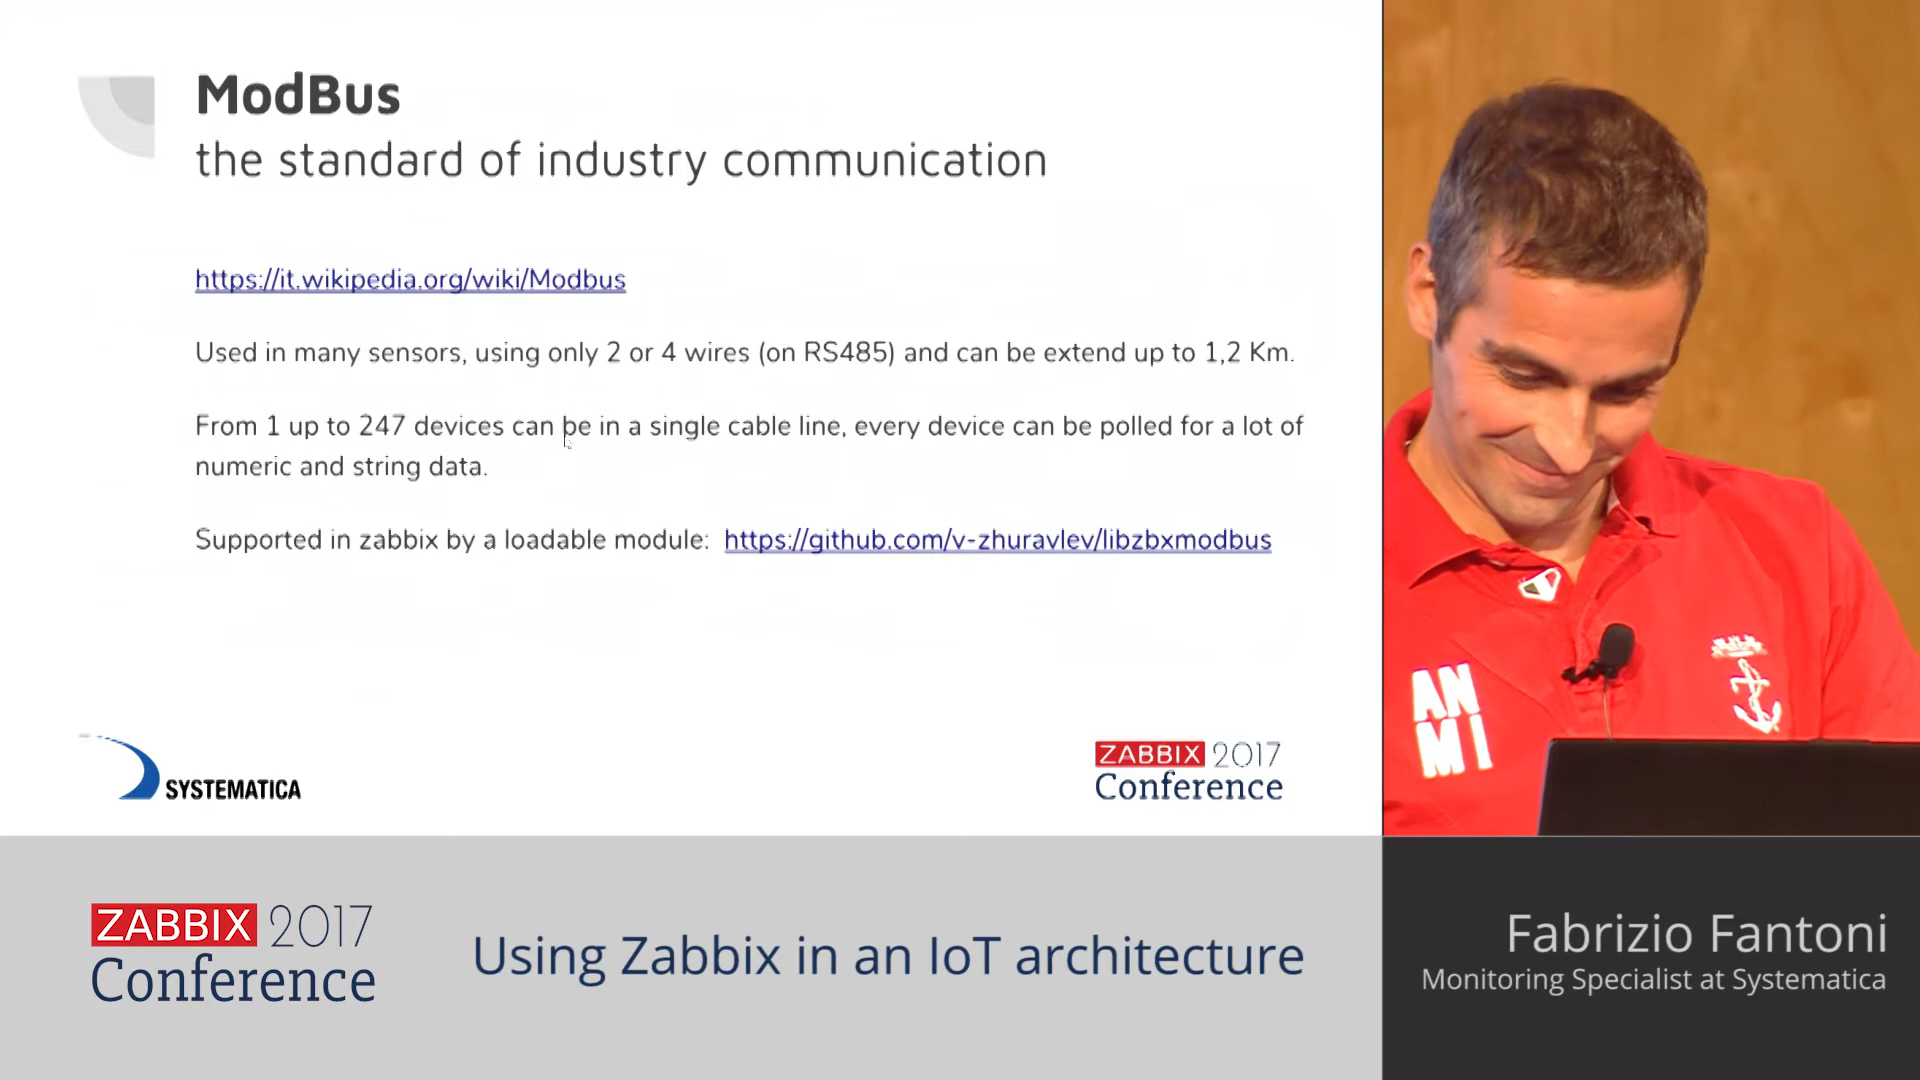 ModBus
the standard of industry communication
https://it.wikipedia.org/wiki/Modbus
Used in many sensors, using only 2 or 4 wires (on RS485) and can be extend up to 1,2 Km.
From 1 up to 247 devices can be in a single cable line, every device can be polled for a lot of
numeric and string data.
Supported in zabbix by a loadable module: https://github.com/v-zhuravlev/libzbxmodbus
SYSTEMATICA
ZABBIX 2017
Conference
AN
MI
ZABBIX 2017
Conference
Using Zabbix in an IoT architecture
Fabrizio Fantoni
Monitoring Specialist at Systematica